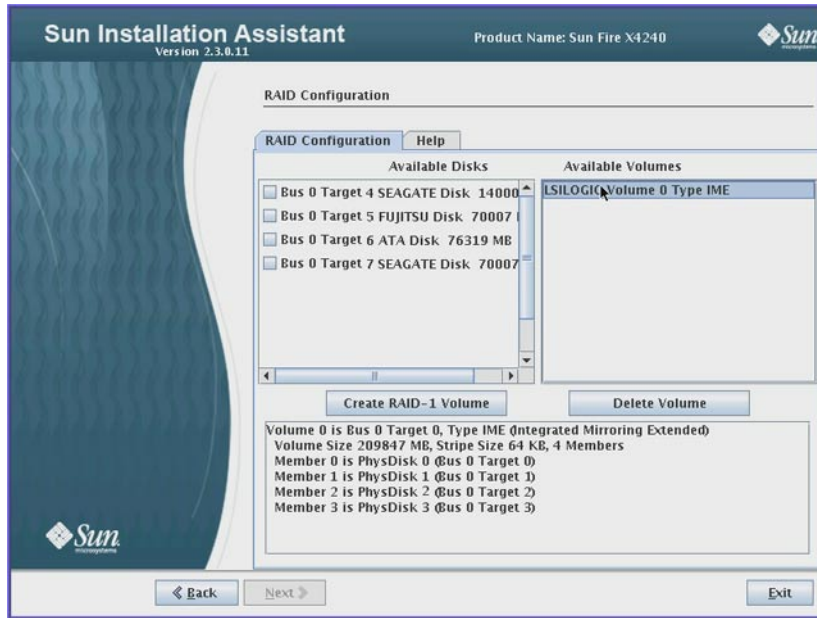 Sun Installation Assistant
Version 2.3.0.11
Product Name: Sun Fire X4240
Sun
microsystems
RAID Configuration
RAID Configuration Help
Available Disks Available Volumes
Bus 0 Target 4 SEAGATE Disk 14000
Bus 0 Target 5 FUJITSU Disk 70007
Bus 0 Target 6 ATA Disk 76319 MB
Bus 0 Target 7 SEAGATE Disk 70007
LSILOGIC Volume 0 Type IME
Create RAID-1 Volume Delete Volume
Volume 0 is Bus 0 Target 0, Type IME (Integrated Mirroring Extended)
Volume Size 209847 MB, Stripe Size 64 KB, 4 Members
Member 0 is PhysDisk 0 (Bus 0 Target 0)
Member 1 is PhysDisk 1 (Bus 0 Target 1)
Member 2 is PhysDisk 2 (Bus 0 Target 2)
Member 3 is PhysDisk 3 (Bus 0 Target 3)
Sun
microsystems
Back Next Exit